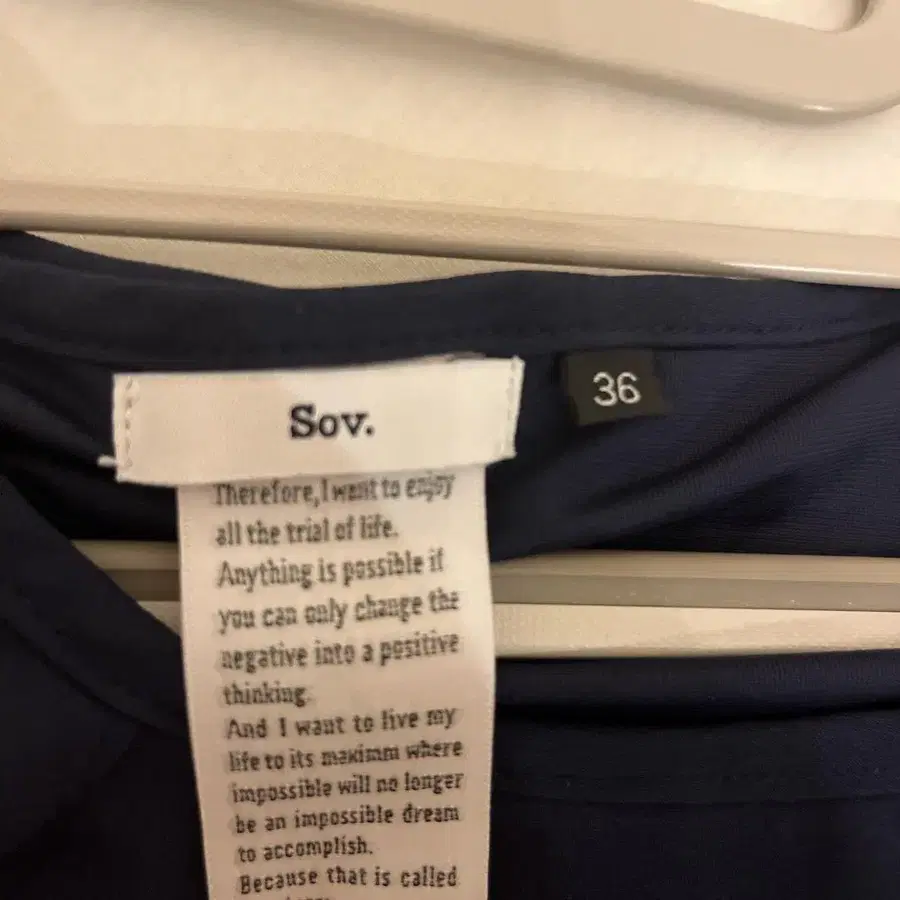 Sov.
36
Therefore, I want to enjoy
all the trial of life.
Anything is possible if
you can only change the
negative into a positive
thinking.
And I want to live my
life to its maximm where
impossible will no longer
be an impossible dream
to accomplish.
Because that is called